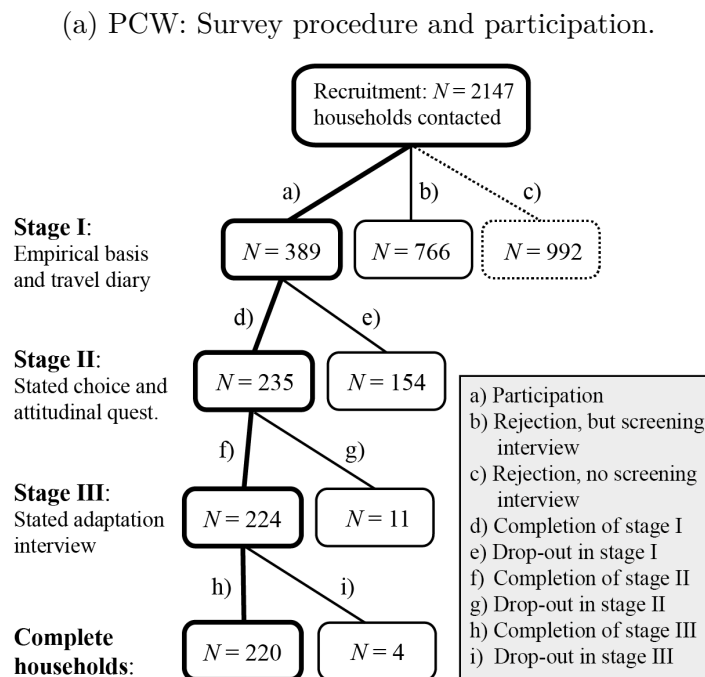 (a) PCW: Survey procedure and participation.
Recruitment: N = 2147
households contacted
a)
b)
c)
Stage I:
Empirical basis
and travel diary
N = 389
N = 766
N = 992
d)
e)
Stage II:
Stated choice and
attitudinal quest.
N = 235
N = 154
f)
g)
Stage III:
Stated adaptation
interview
N = 224
N = 11
h)
i)
Complete
households:
N = 220
N = 4
a) Participation
b) Rejection, but screening
interview
c) Rejection, no screening
interview
d) Completion of stage I
e) Drop-out in stage I
f) Completion of stage II
g) Drop-out in stage II
h) Completion of stage III
i) Drop-out in stage III